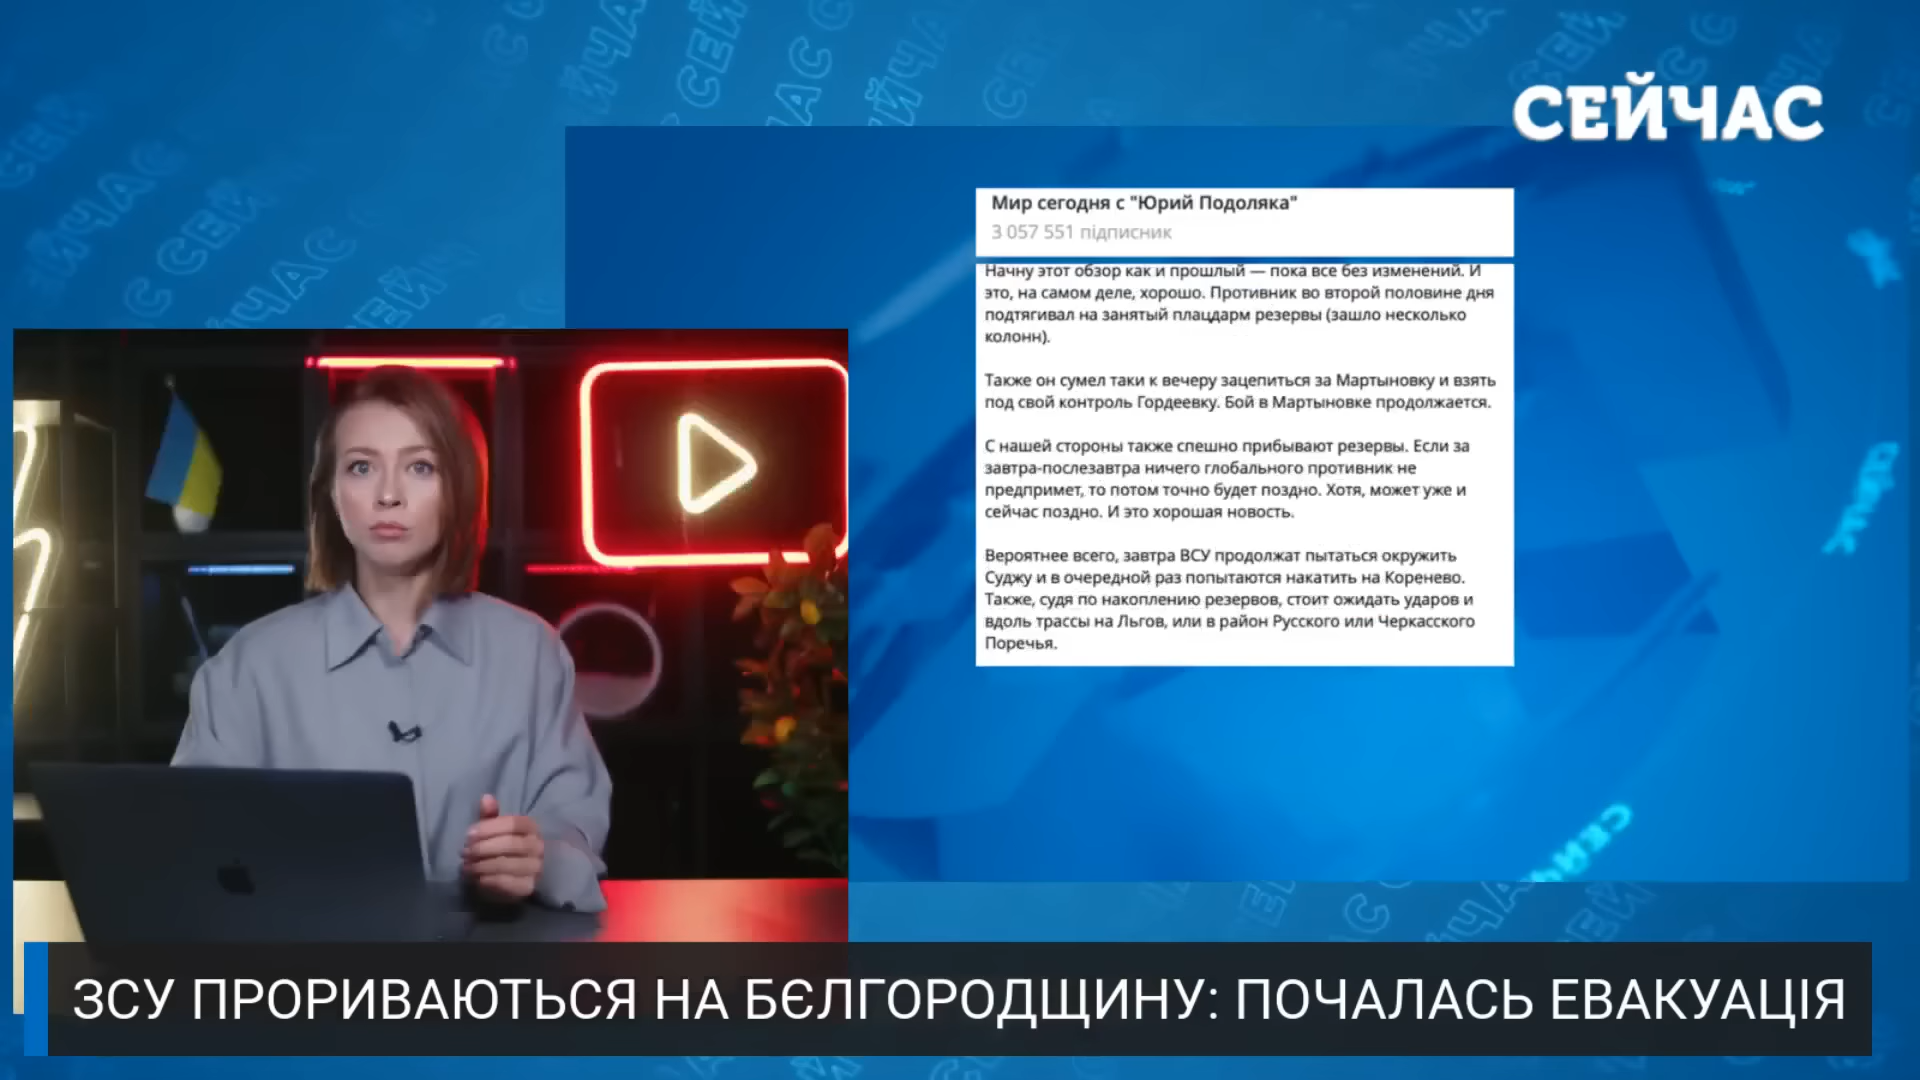 СЕЙЧАС
Мир сегодня с "Юрий Подоляка"
3 057 551 підписник
Начну этот обзор как и прошлый — пока все без изменений. И
это, на самом деле, хорошо. Противник во второй половине дня
подтягивал на занятый плацдарм резервы (зашло несколько
колонн).
Также он сумел таки к вечеру зацепиться за Мартыновку и взять
под свой контроль Гордеевку. Бой в Мартыновке продолжается.
С нашей стороны также спешно прибывают резервы. Если за
завтра-послезавтра ничего глобального противник не
предпримет, то потом точно будет поздно. Хотя, может уже и
сейчас поздно. И это хорошая новость.
Вероятнее всего, завтра ВСУ продолжат пытаться окружить
Суджу и в очередной раз попытаются накатить на Коренево.
Также, судя по накоплению резервов, стоит ожидать ударов и
вдоль трассы на Льгов, или в район Русского или Черкасского
Поречья.
ЗСУ ПРОРИВАЮТЬСЯ НА БЄЛГОРОДЩИНУ: ПОЧАЛАСЬ ЕВАКУАЦІЯ